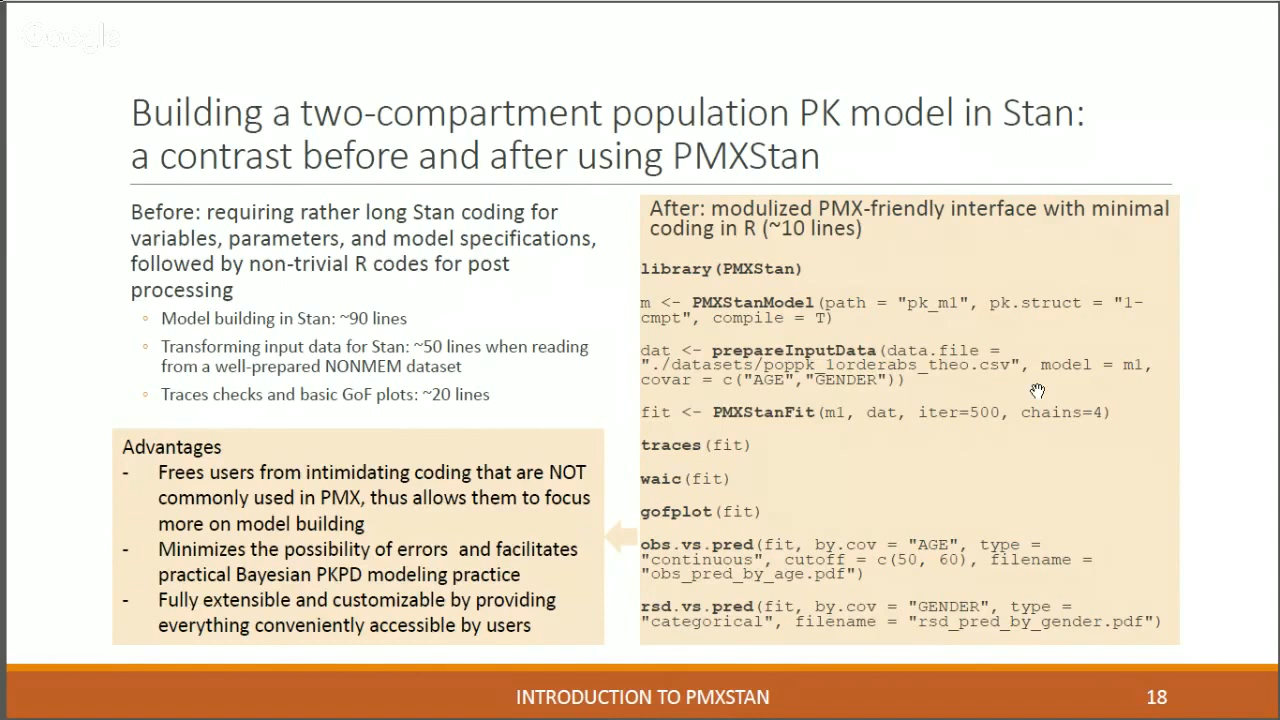 Google
Building a two-compartment population PK model in Stan:
a contrast before and after using PMXStan
Before: requiring rather long Stan coding for
variables, parameters, and model specifications,
followed by non-trivial R codes for post
processing
◦ Model building in Stan: ~90 lines
◦ Transforming input data for Stan: ~50 lines when reading
from a well-prepared NONMEM dataset
◦ Traces checks and basic GoF plots: ~20 lines
Advantages
- Frees users from intimidating coding that are NOT
commonly used in PMX, thus allows them to focus
more on model building
- Minimizes the possibility of errors and facilitates
practical Bayesian PKPD modeling practice
- Fully extensible and customizable by providing
everything conveniently accessible by users
After: modulized PMX-friendly interface with minimal
coding in R (~10 lines)
library(PMXStan)
m <- PMXStanModel(path = "pk_m1", pk.struct = "1-
cmpt", compile = T)
dat <- prepareInputData(data.file =
"./datasets/poppk_1orderabs_theo.csv", model = m1,
covar = c("AGE","GENDER"))
fit <- PMXStanFit(m1, dat, iter=500, chains=4)
traces(fit)
waic(fit)
gofplot(fit)
obs.vs.pred(fit, by.cov = "AGE", type =
"continuous", cutoff = c(50, 60), filename =
"obs_pred_by_age.pdf")
rsd.vs.pred(fit, by.cov = "GENDER", type =
"categorical", filename = "rsd_pred_by_gender.pdf")
INTRODUCTION TO PMXSTAN
18